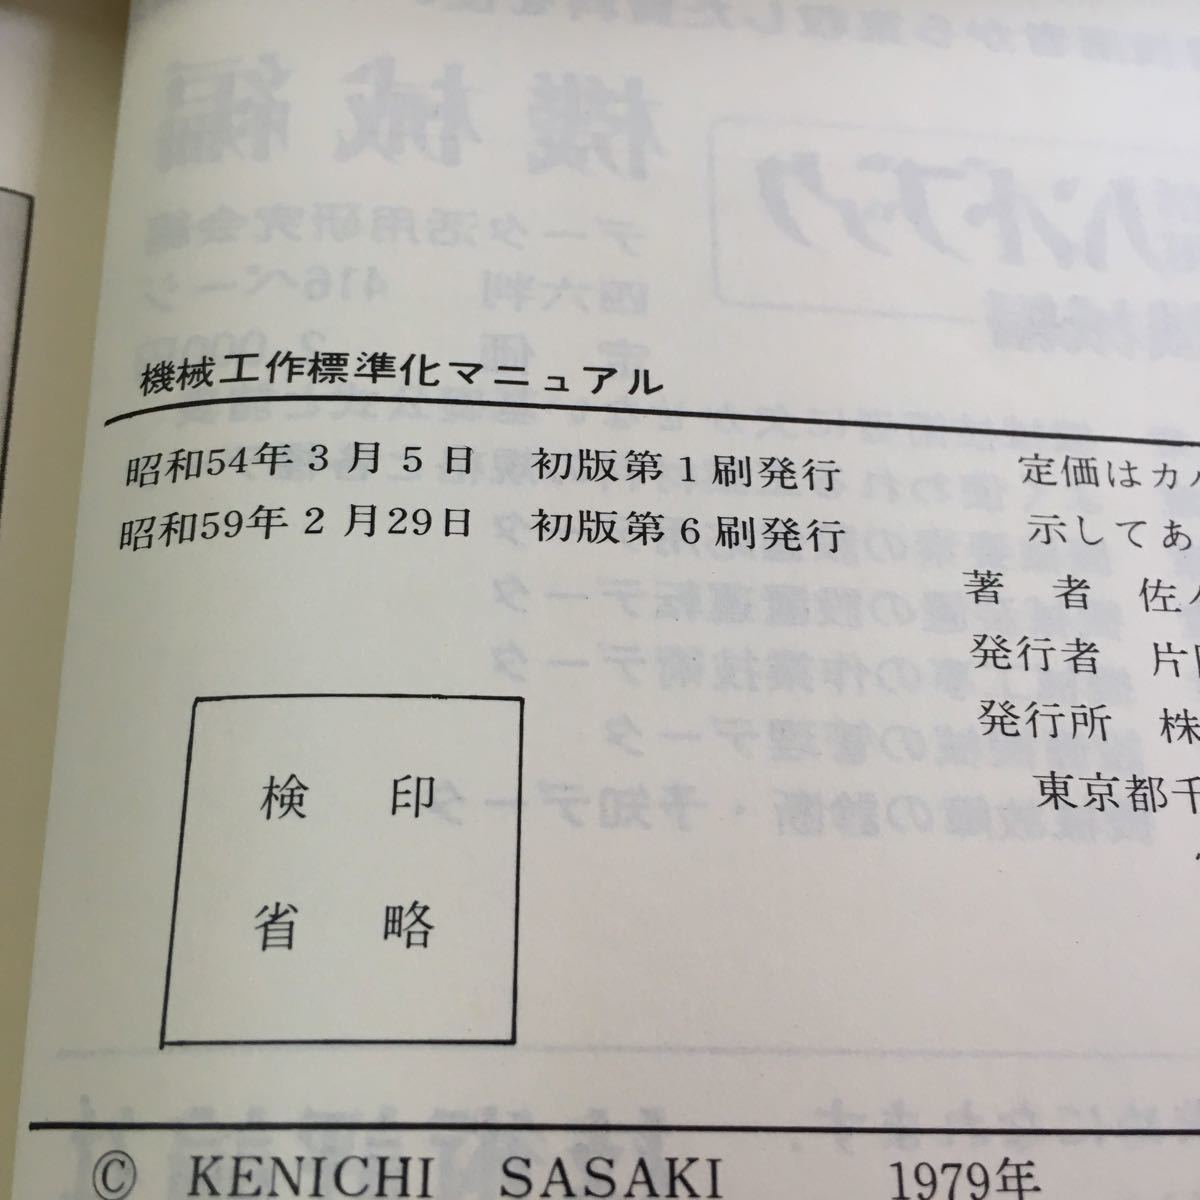 機械工作標準化マニュアル
昭和54年3月5日 初版第1刷発行
昭和59年2月29日 初版第6刷発行
定価はカバ
示してあ
著者 佐々
発行者 片
発行所 株
東京都千
検印
省略
© KENICHI SASAKI 1979年